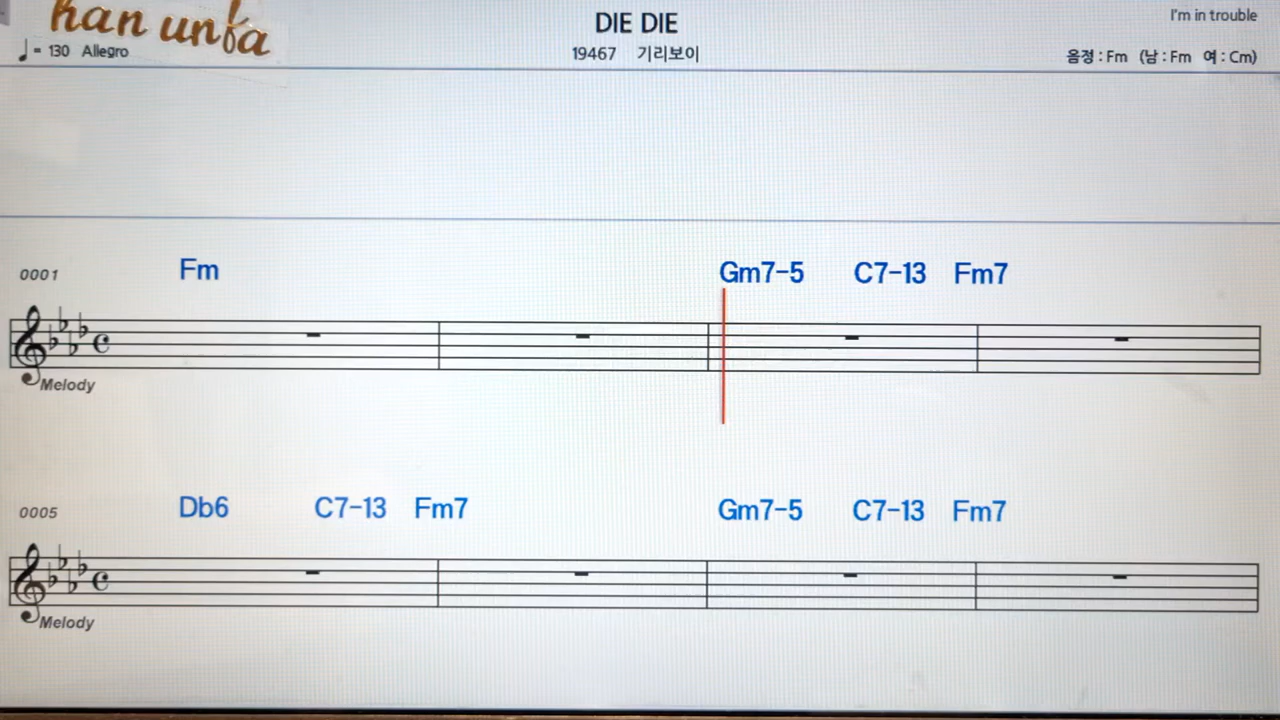 han unfa
DIE DIE
I'm in trouble
♩= 130 Allegro
19467 기리보이
음정 : Fm (남 : Fm 여 : Cm)
0001 Fm Gm7-5 C7-13 Fm7
Melody
0005 Db6 C7-13 Fm7 Gm7-5 C7-13 Fm7
Melody